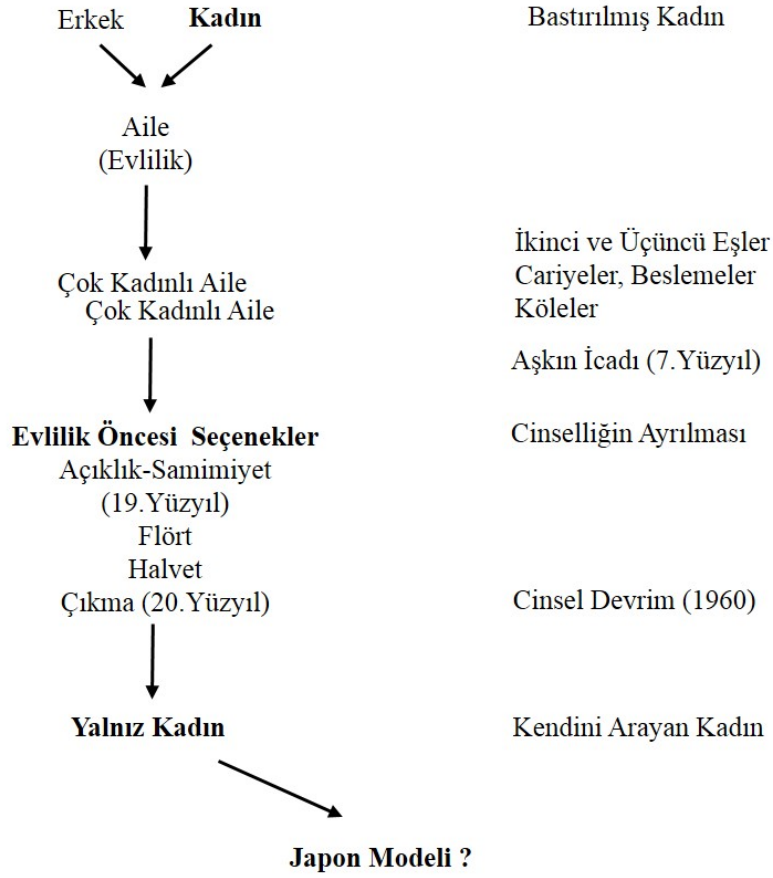 Erkek Kadın Bastırılmış Kadın
Aile
(Evlilik)
İkinci ve Üçüncü Eşler
Çok Kadınlı Aile Cariyeler, Beslemeler
Çok Kadınlı Aile Köleler
Aşkın İcadı (7.Yüzyıl)
Evlilik Öncesi Seçenekler Cinselliğin Ayrılması
Açıklık-Samimiyet
(19.Yüzyıl)
Flört
Halvet
Çıkma (20.Yüzyıl) Cinsel Devrim (1960)
Yalnız Kadın Kendini Arayan Kadın
Japon Modeli ?